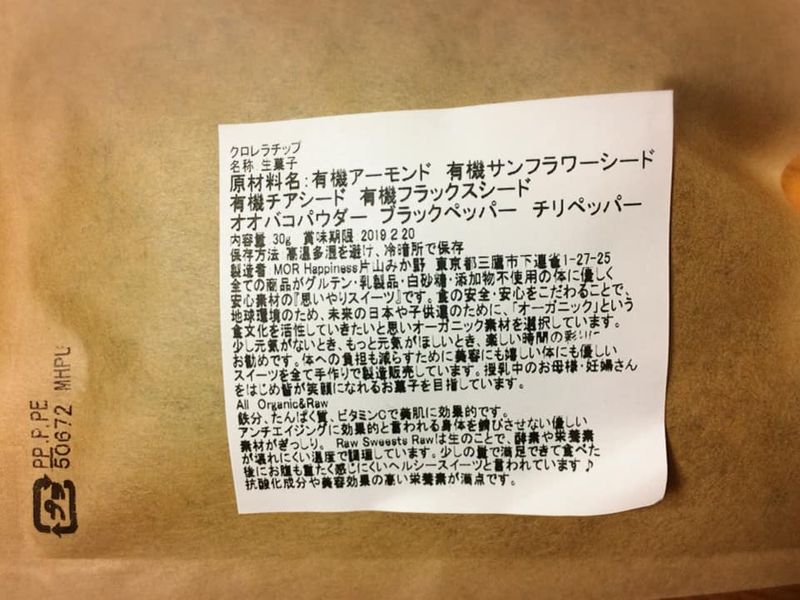 クロレラチップ
名称 生菓子
原材料名：有機アーモンド 有機サンフラワーシード
有機チアシード 有機フラックスシード
オオバコパウダー ブラックペッパー チリペッパー
内容量 30g 賞味期限 2019 2.20
保存方法 高温多湿を避け、冷暗所で保存
製造者 MOR Happiness片山みか野 東京都三鷹市下連雀1-27-25
全ての商品がグルテン・乳製品・白砂糖・添加物不使用の体に優しく
安心素材の『思いやりスイーツ』です。食の安全・安心をこだわることで、
地球環境のため、未来の日本や子供達のために、「オーガニック」という
食文化を活性していきたいと思いオーガニック素材を選択しています。
少し元気がないとき、もっと元気がほしいとき、楽しい時間の彩りに
お勧めです。体への負担も減らすために美容にも嬉しい体にも優しい
スイーツを全て手作りで製造販売しています。授乳中のお母様・妊婦さん
をはじめ皆が笑顔になれるお菓子を目指しています。
All Organic&Raw
鉄分、たんぱく質、ビタミンCで美肌に効果的です。
アンチエイジングに効果的と言われる身体を錆びさせない優しい
素材がぎっしり。 Raw Sweests Rawは生のことで、酵素や栄養素
が壊れにくい温度で調理しています。少しの量で満足できて食べた
後にお腹も重たく感じにくいヘルシースイーツと言われています♪
抗酸化成分や美容効果の高い栄養素が満点です。
PP,P,PE
50672 MHPU